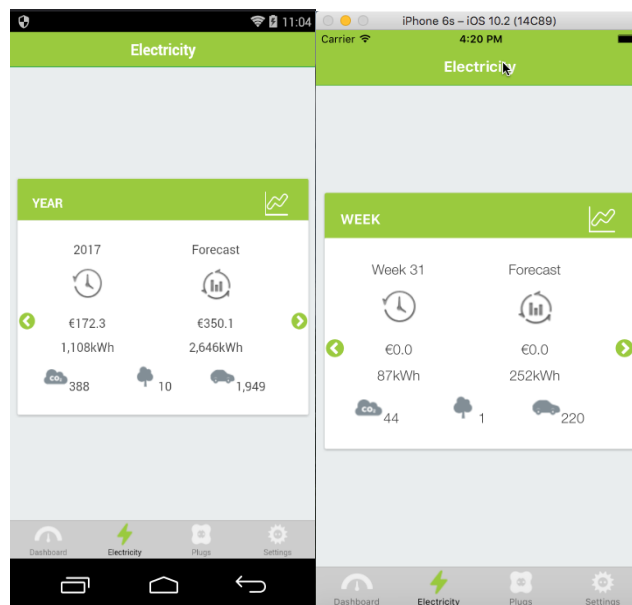 11:04
Electricity
YEAR
2017 Forecast
€172.3 €350.1
1,108kWh 2,646kWh
CO₂ 388 10 1,949
Dashboard Electricity Plugs Settings
iPhone 6s – iOS 10.2 (14C89)
Carrier 4:20 PM
Electricity
WEEK
Week 31 Forecast
€0.0 €0.0
87kWh 252kWh
CO₂ 44 1 220
Dashboard Electricity Plugs Settings